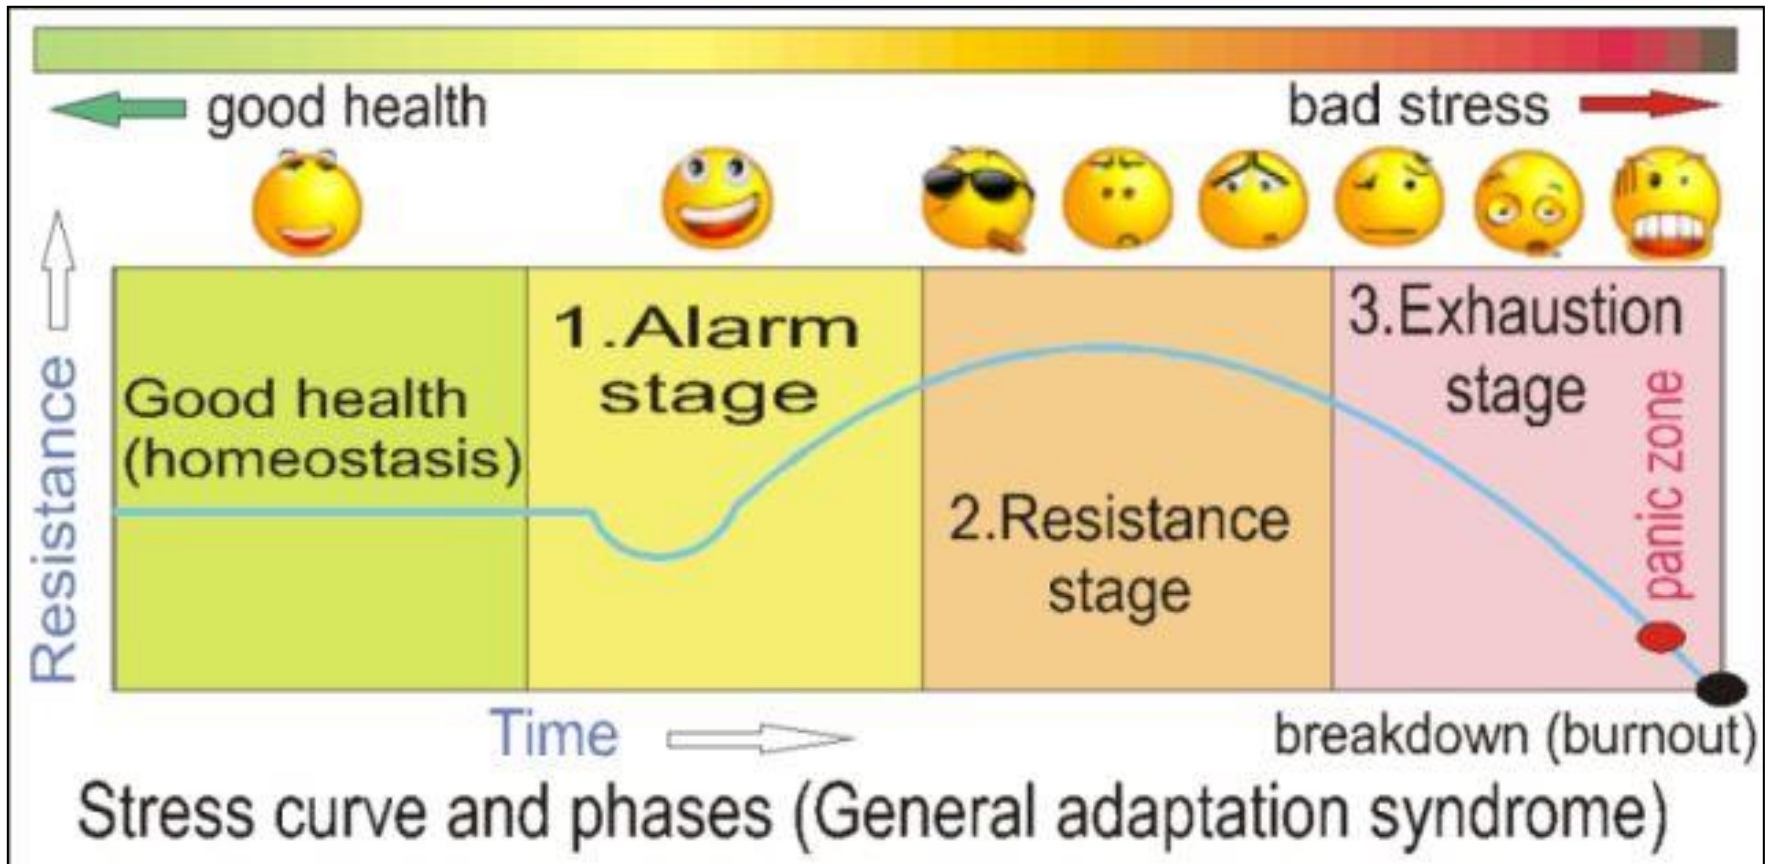 good health
bad stress
Resistance
Good health
(homeostasis)
1.Alarm
stage
2.Resistance
stage
3.Exhaustion
stage
panic zone
Time
breakdown (burnout)
Stress curve and phases (General adaptation syndrome)